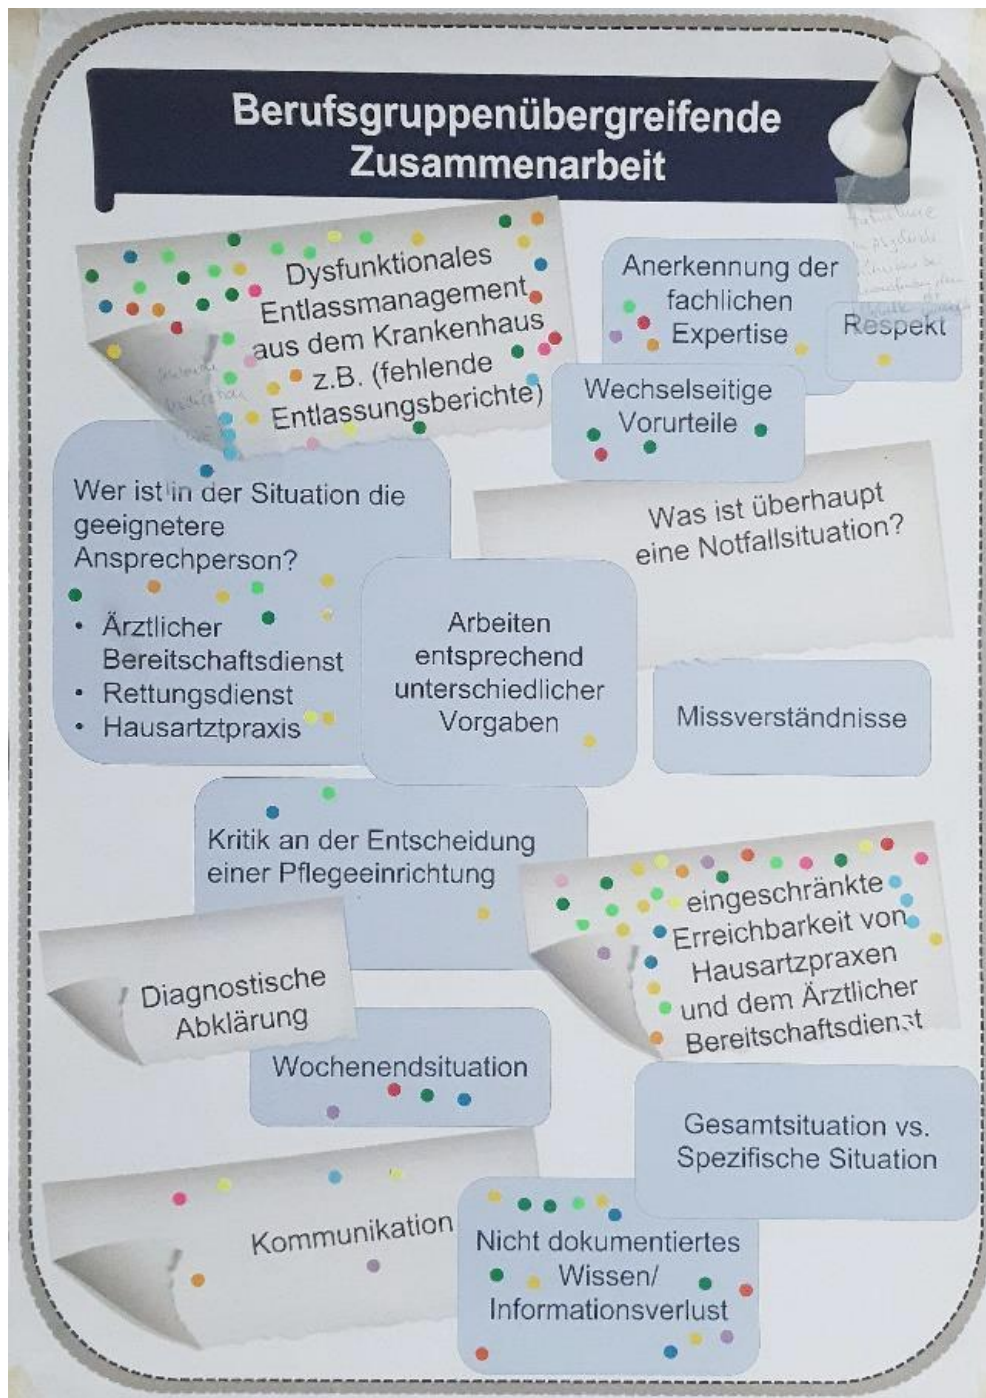 Berufsgruppenübergreifende
Zusammenarbeit
Dysfunktionales
Entlassmanagement
aus dem Krankenhaus
z.B. (fehlende
Entlassungsberichte)
Anerkennung der
fachlichen
Expertise
Respekt
Wechselseitige
Vorurteile
Wer ist in der Situation die
geeignetere
Ansprechperson?
• Ärztlicher
Bereitschaftsdienst
• Rettungsdienst
• Hausartztpraxis
Was ist überhaupt
eine Notfallsituation?
Arbeiten
entsprechend
unterschiedlicher
Vorgaben
Missverständnisse
Kritik an der Entscheidung
einer Pflegeeinrichtung
eingeschränkte
Erreichbarkeit von
Hausartzpraxen
und dem Ärztlicher
Bereitschaftsdienst
Diagnostische
Abklärung
Wochenendsituation
Gesamtsituation vs.
Spezifische Situation
Kommunikation
Nicht dokumentiertes
Wissen/
Informationsverlust